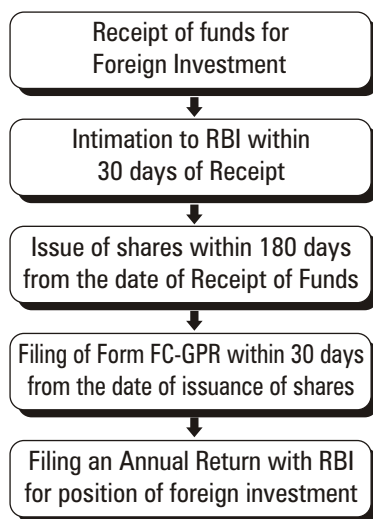 Receipt of funds for
Foreign Investment
Intimation to RBI within
30 days of Receipt
Issue of shares within 180 days
from the date of Receipt of Funds
Filing of Form FC-GPR within 30 days
from the date of issuance of shares
Filing an Annual Return with RBI
for position of foreign investment